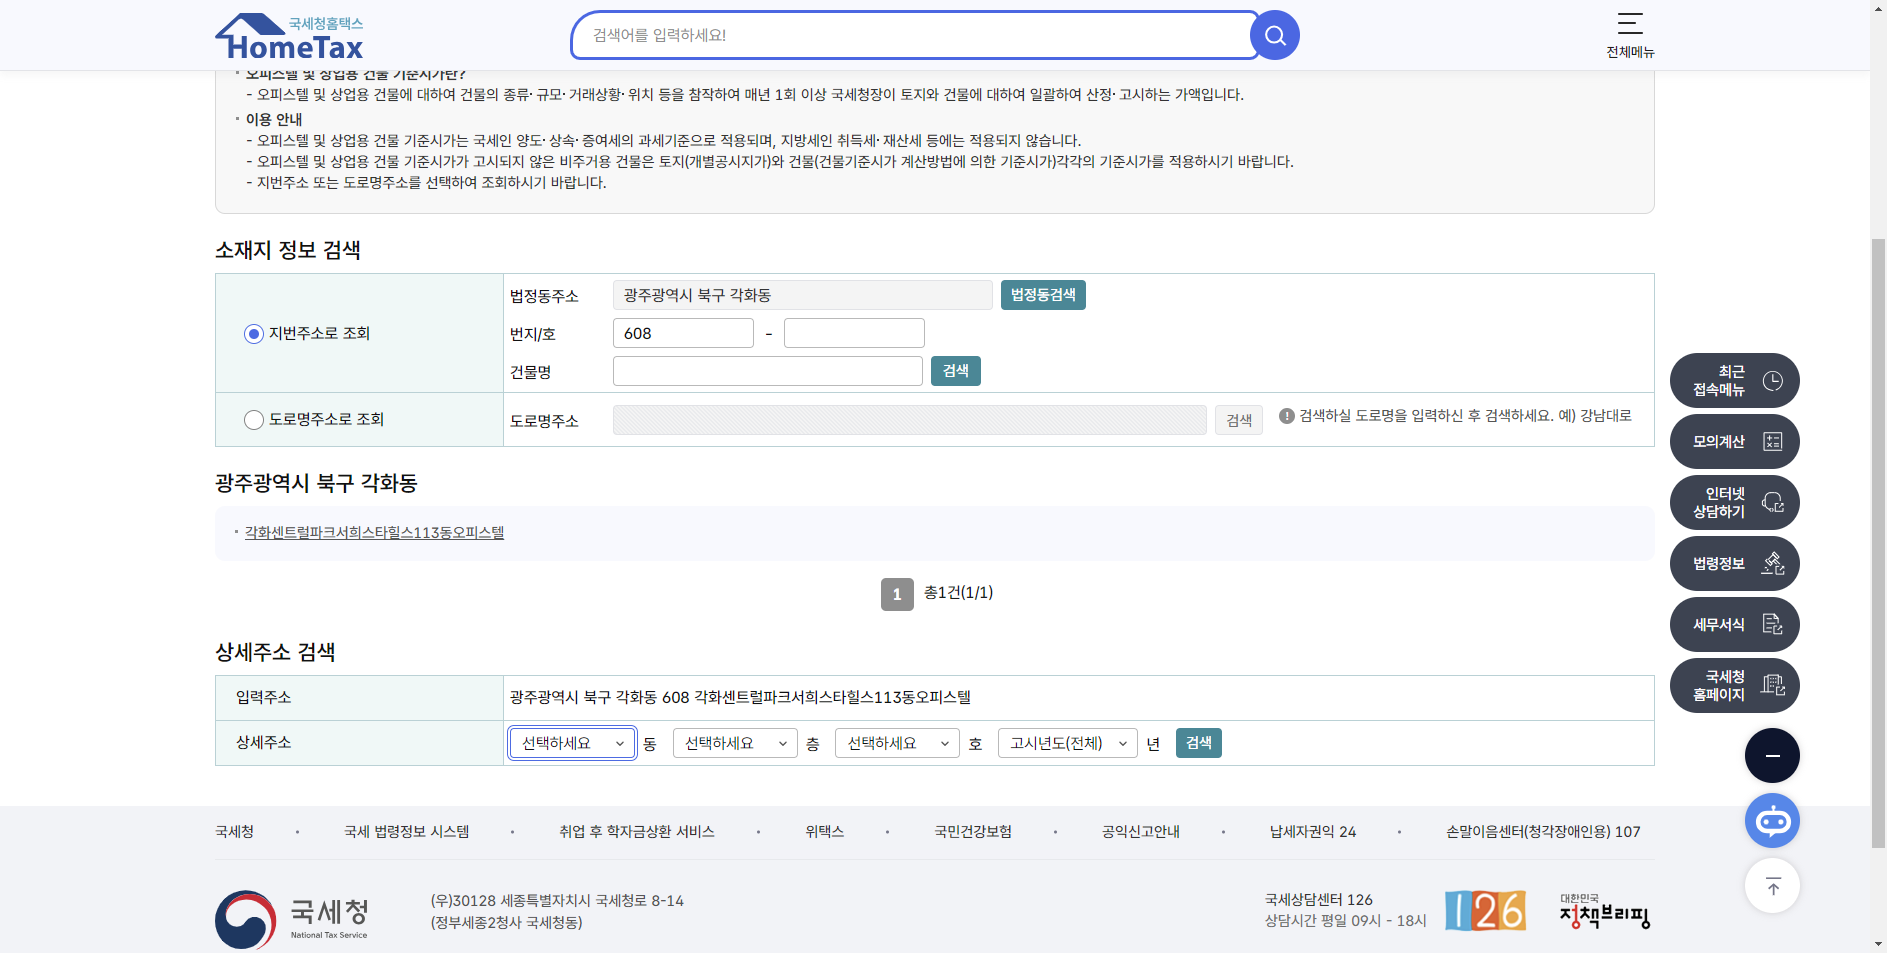 국세청홈택스
HomeTax
검색어를 입력하세요!
전체메뉴
오피스텔 및 상업용 건물 기준시가란?
- 오피스텔 및 상업용 건물에 대하여 건물의 종류· 규모· 거래상황· 위치 등을 참작하여 매년 1회 이상 국세청장이 토지와 건물에 대하여 일괄하여 산정· 고시하는 가액입니다.
이용 안내
- 오피스텔 및 상업용 건물 기준시가는 국세인 양도· 상속· 증여세의 과세기준으로 적용되며, 지방세인 취득세· 재산세 등에는 적용되지 않습니다.
- 오피스텔 및 상업용 건물 기준시가가 고시되지 않은 비주거용 건물은 토지(개별공시지가)와 건물(건물기준시가 계산방법에 의한 기준시가)각각의 기준시가를 적용하시기 바랍니다.
- 지번주소 또는 도로명주소를 선택하여 조회하시기 바랍니다.
소재지 정보 검색
지번주소로 조회
법정동주소 광주광역시 북구 각화동 법정동검색
번지/호 608 -
건물명 검색
도로명주소로 조회
도로명주소 검색 검색하실 도로명을 입력하신 후 검색하세요. 예) 강남대로
광주광역시 북구 각화동
각화센트럴파크서희스타힐스113동오피스텔
1 총1건(1/1)
상세주소 검색
입력주소 광주광역시 북구 각화동 608 각화센트럴파크서희스타힐스113동오피스텔
상세주소 선택하세요 동 선택하세요 층 선택하세요 호 고시년도(전체) 년 검색
최근
접속메뉴
모의계산
인터넷
상담하기
법령정보
세무서식
국세청
홈페이지
국세청 · 국세 법령정보 시스템 · 취업 후 학자금상환 서비스 · 위택스 · 국민건강보험 · 공익신고안내 · 납세자권익 24 · 손말이음센터(청각장애인용) 107
국세청
National Tax Service
(우)30128 세종특별자치시 국세청로 8-14
(정부세종2청사 국세청동)
국세상담센터 126
상담시간 평일 09시 - 18시
126
대한민국
정책브리핑